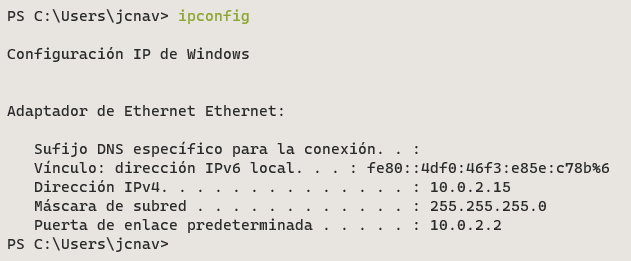 PS C:\Users\jcnav> ipconfig
Configuración IP de Windows
Adaptador de Ethernet Ethernet:
Sufijo DNS específico para la conexión. . :
Vínculo: dirección IPv6 local. . . : fe80::4df0:46f3:e85e:c78b%6
Dirección IPv4. . . . . . . . . . . . . . : 10.0.2.15
Máscara de subred . . . . . . . . . . . . : 255.255.255.0
Puerta de enlace predeterminada . . . . . : 10.0.2.2
PS C:\Users\jcnav>